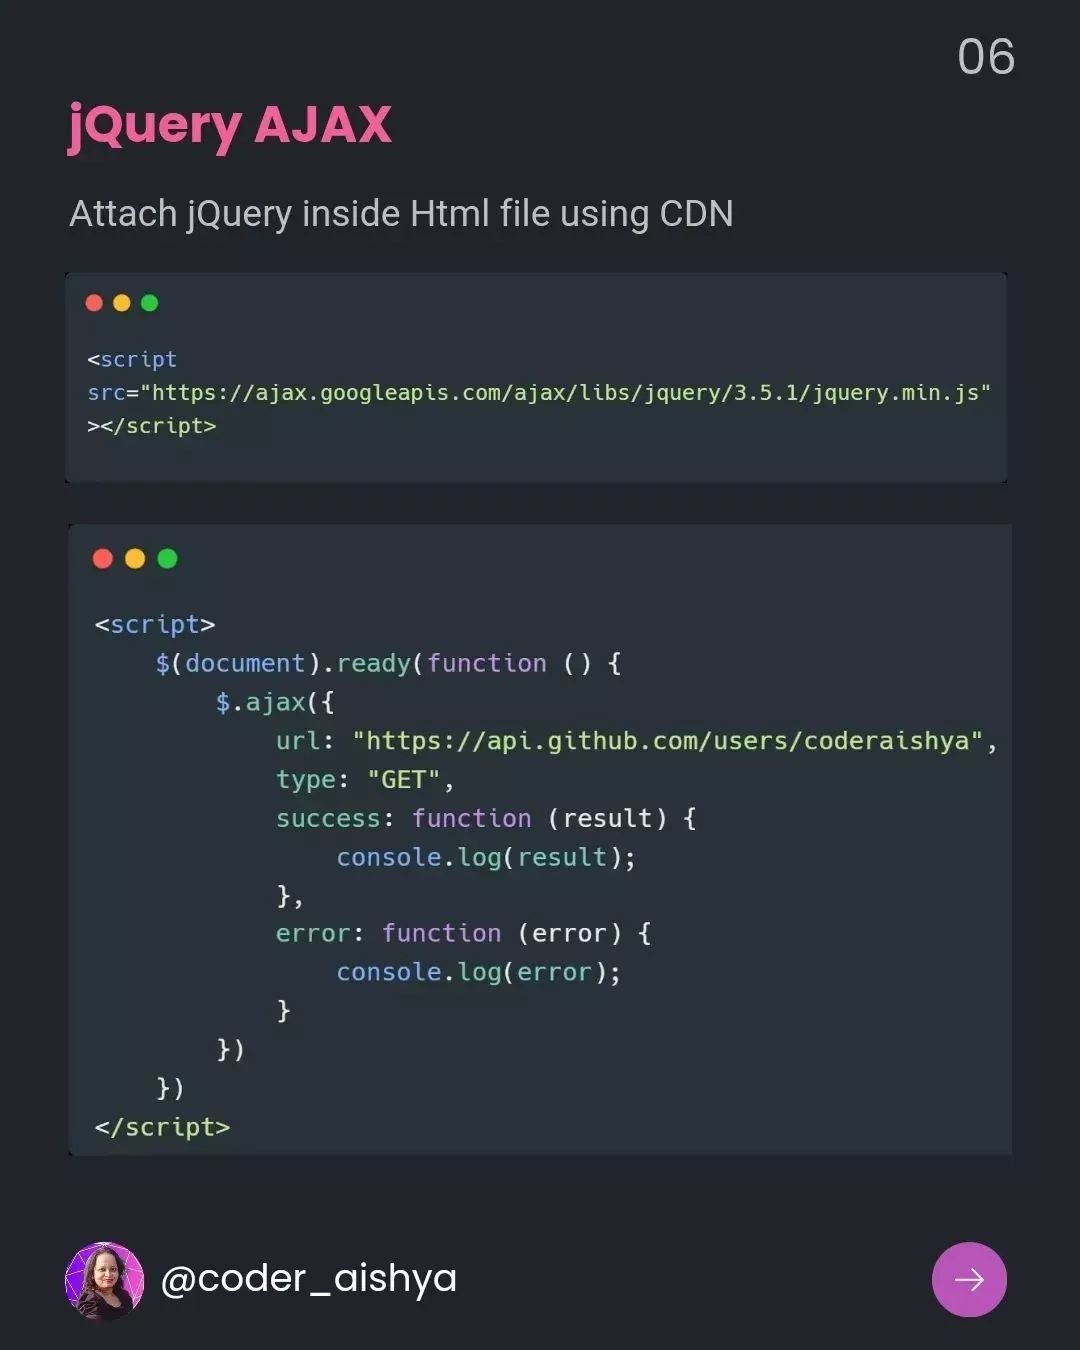 06
jQuery AJAX
Attach jQuery inside Html file using CDN
<script
src="https://ajax.googleapis.com/ajax/libs/jquery/3.5.1/jquery.min.js"
></script>
<script>
    $(document).ready(function () {
        $.ajax({
            url: "https://api.github.com/users/coderaishya",
            type: "GET",
            success: function (result) {
                console.log(result);
            },
            error: function (error) {
                console.log(error);
            }
        })
    })
</script>
@coder_aishya